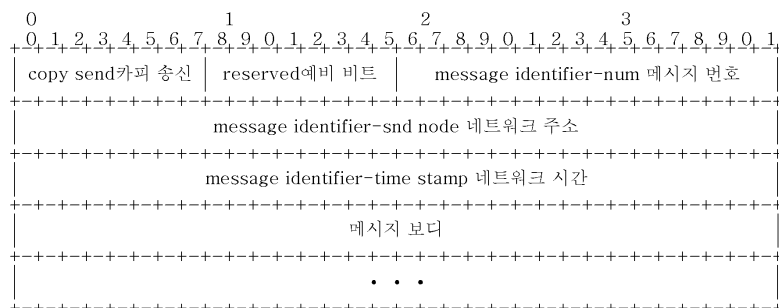 0 1 2 3
0 1 2 3 4 5 6 7 8 9 0 1 2 3 4 5 6 7 8 9 0 1 2 3 4 5 6 7 8 9 0 1
copy send카피 송신 reserved예비 비트 message identifier-num 메시지 번호
message identifier-snd node 네트워크 주소
message identifier-time stamp 네트워크 시간
메시지 보디
• • •